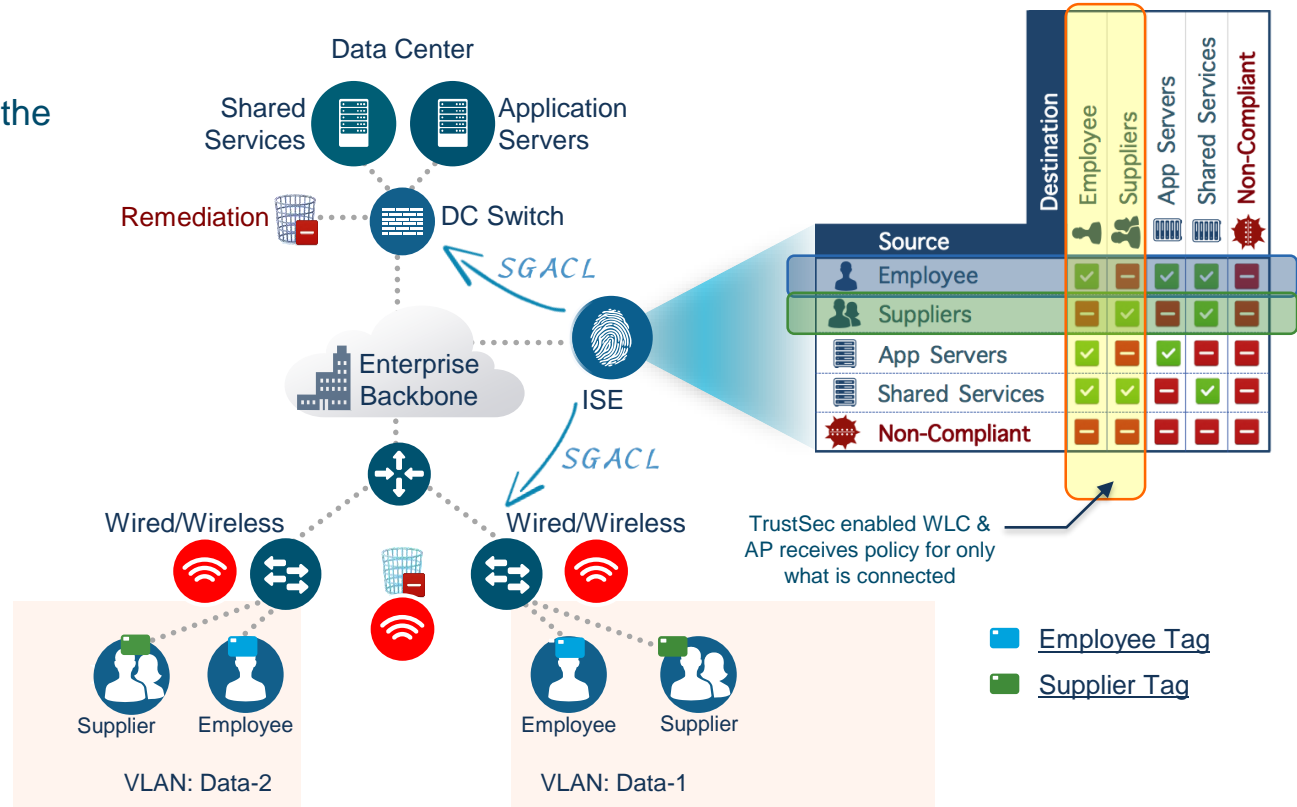 the
Data Center
Shared
Services
Application
Servers
Remediation
DC Switch
SGACL
Enterprise
Backbone
ISE
SGACL
Wired/Wireless
Wired/Wireless
Supplier
Employee
Employee
Supplier
VLAN: Data-2
VLAN: Data-1
Destination
Employee
Suppliers
App Servers
Shared Services
Non-Compliant
Source
Employee
Suppliers
App Servers
Shared Services
Non-Compliant
TrustSec enabled WLC &
AP receives policy for only
what is connected
Employee Tag
Supplier Tag